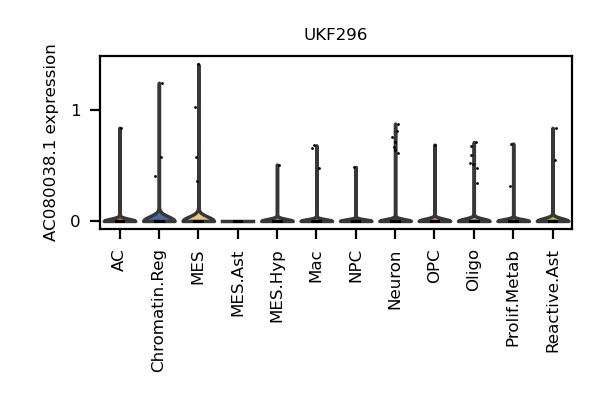 UKF296
AC080038.1 expression
1
0
AC
Chromatin.Reg
MES
MES.Ast
MES.Hyp
Mac
NPC
Neuron
OPC
Oligo
Prolif.Metab
Reactive.Ast